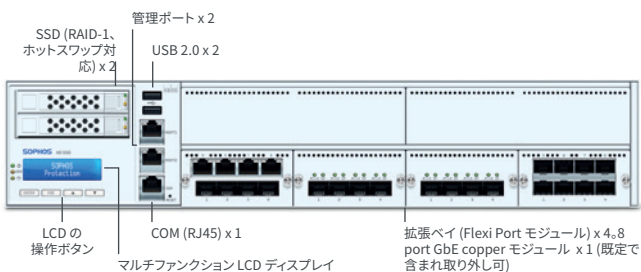 管理ポート x 2
SSD (RAID-1、
ホットスワップ対
応) x 2
USB 2.0 x 2
SOPHOS
SOPHOS
Protection
LCD の
操作ボタン
COM (RJ45) x 1
マルチファンクション LCD ディスプレイ
拡張ベイ (Flexi Port モジュール) x 4。8
port GbE copper モジュール x 1 (既定で
含まれ取り外し可)